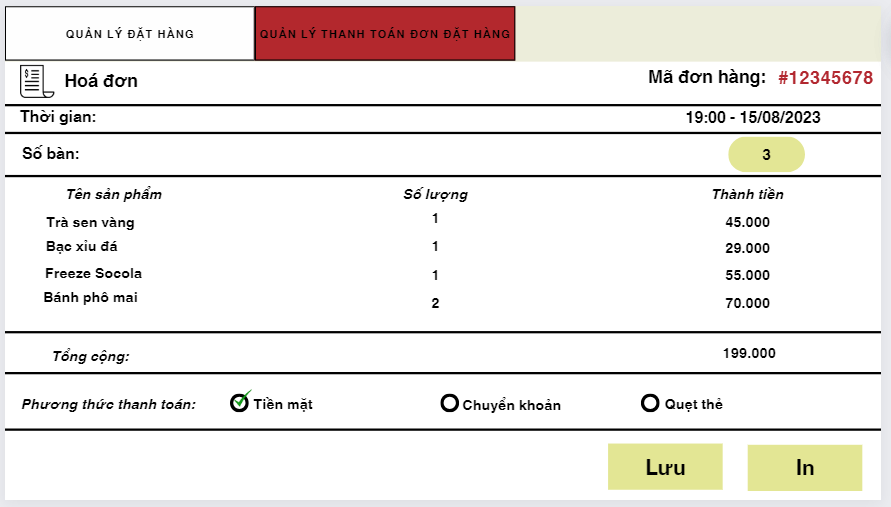 QUẢN LÝ ĐẶT HÀNG QUẢN LÝ THANH TOÁN ĐƠN ĐẶT HÀNG
Hoá đơn Mã đơn hàng: #12345678
Thời gian: 19:00 - 15/08/2023
Số bàn: 3
Tên sản phẩm Số lượng Thành tiền
Trà sen vàng 1 45.000
Bạc xỉu đá 1 29.000
Freeze Socola 1 55.000
Bánh phô mai 2 70.000
Tổng cộng: 199.000
Phương thức thanh toán: Tiền mặt Chuyển khoản Quẹt thẻ
Lưu In